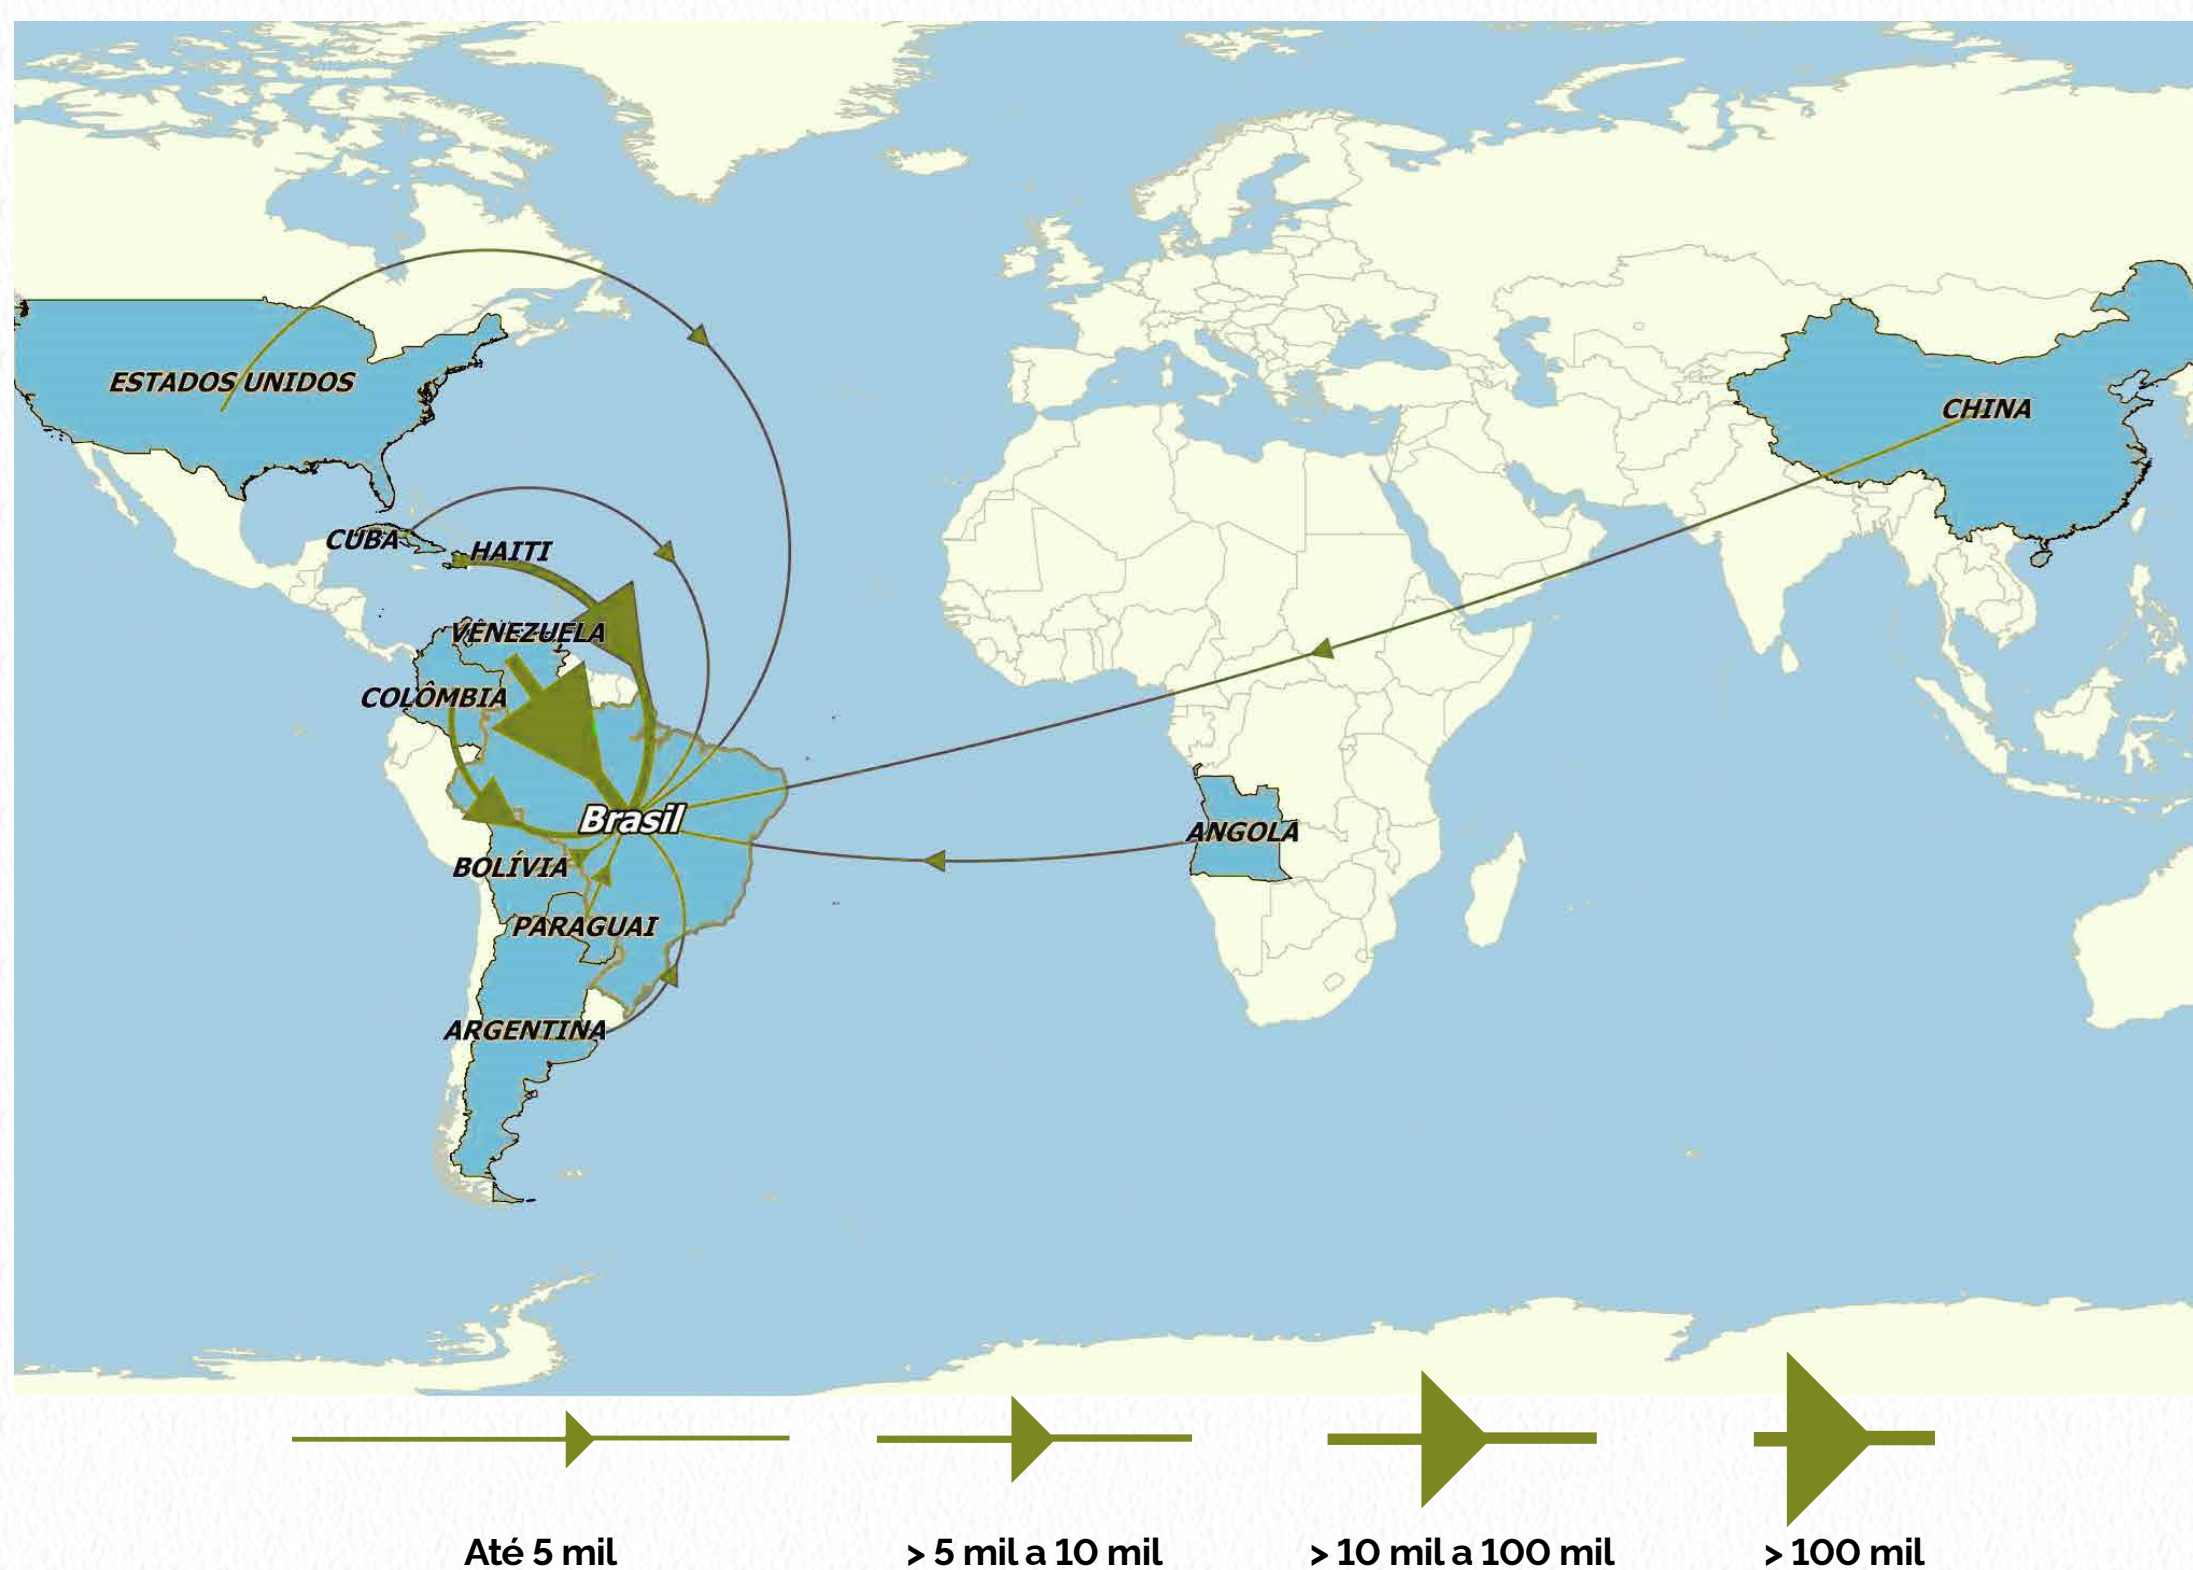 ESTADOS UNIDOS
CHINA
CUBA
HAITI
VENEZUELA
COLÔMBIA
Brasil
ANGOLA
BOLÍVIA
PARAGUAI
ARGENTINA
Até 5 mil
> 5 mil a 10 mil
> 10 mil a 100 mil
> 100 mil